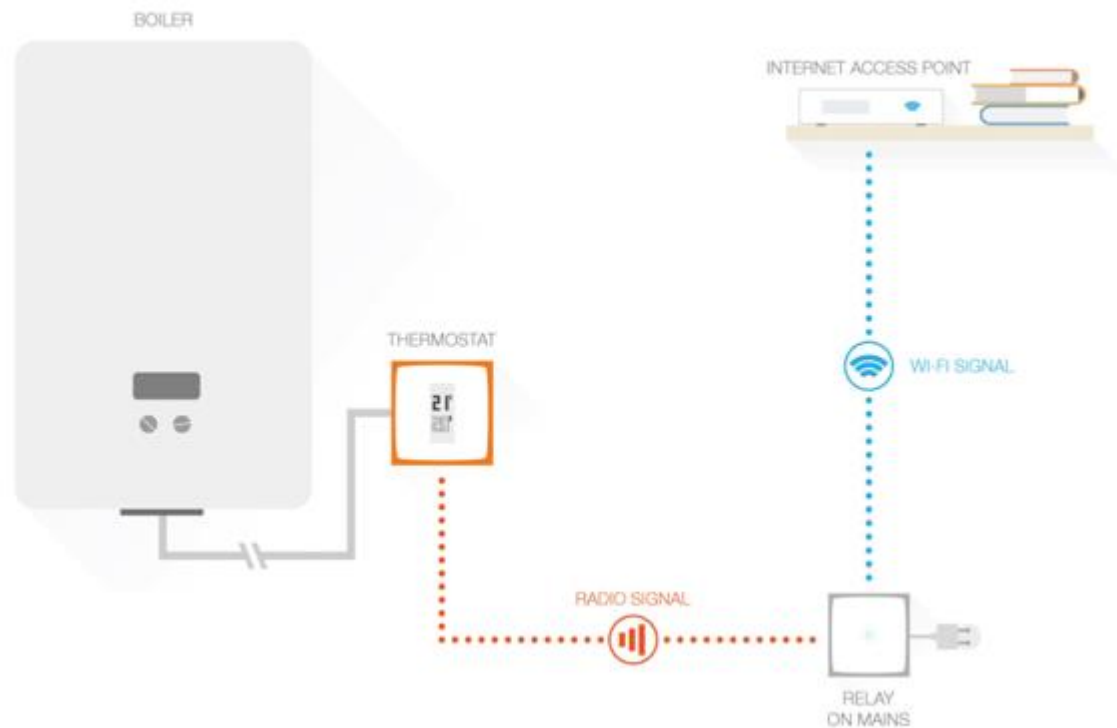 BOILER
INTERNET ACCESS POINT
THERMOSTAT
21°
WI-FI SIGNAL
RADIO SIGNAL
RELAY
ON MAINS